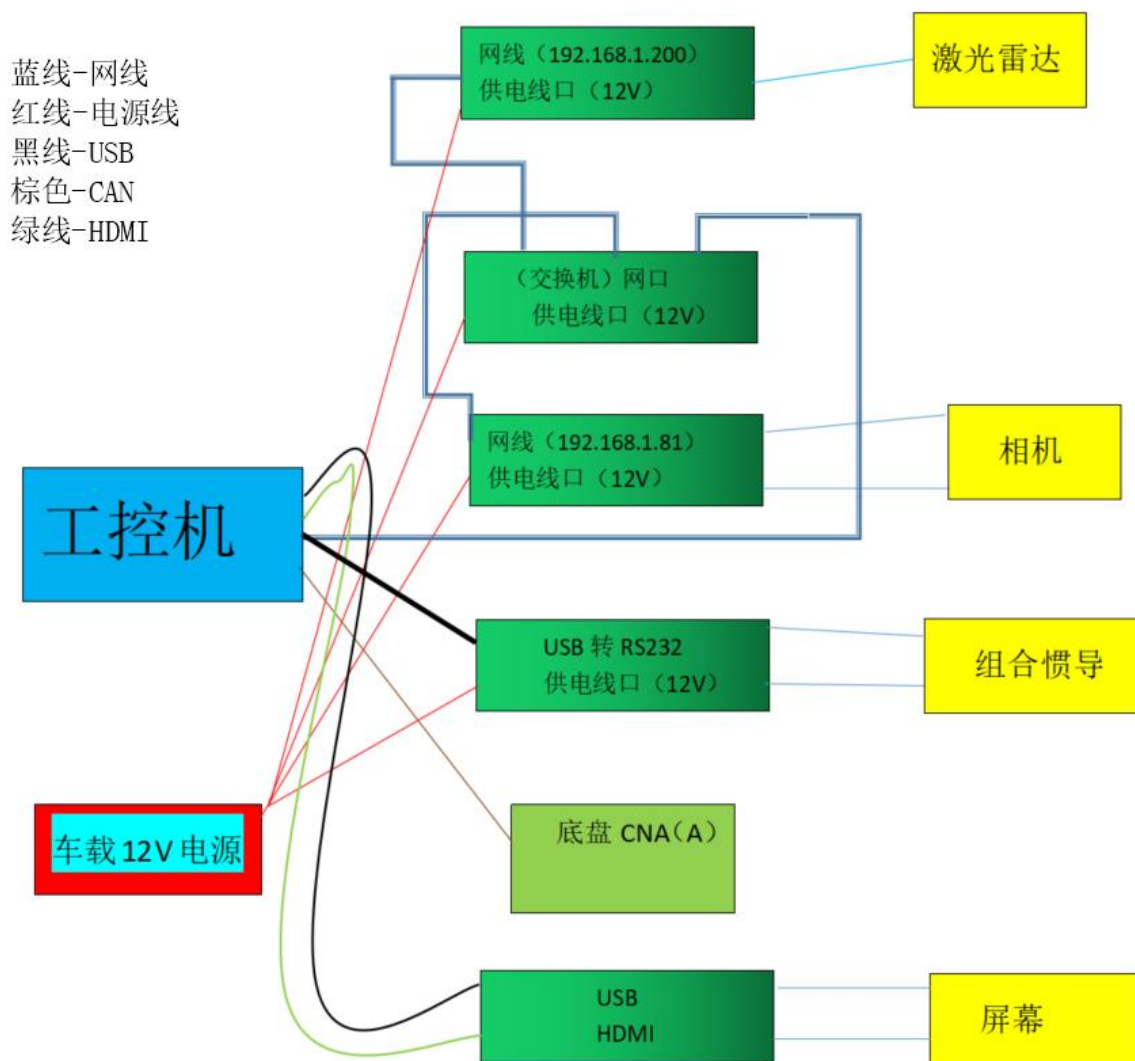 蓝线-网线
红线-电源线
黑线-USB
棕色-CAN
绿线-HDMI
网线（192.168.1.200）
供电线口（12V）
激光雷达
（交换机）网口
供电线口（12V）
网线（192.168.1.81）
供电线口（12V）
相机
工控机
USB 转 RS232
供电线口（12V）
组合惯导
车载 12V 电源
底盘 CNA（A）
USB
HDMI
屏幕